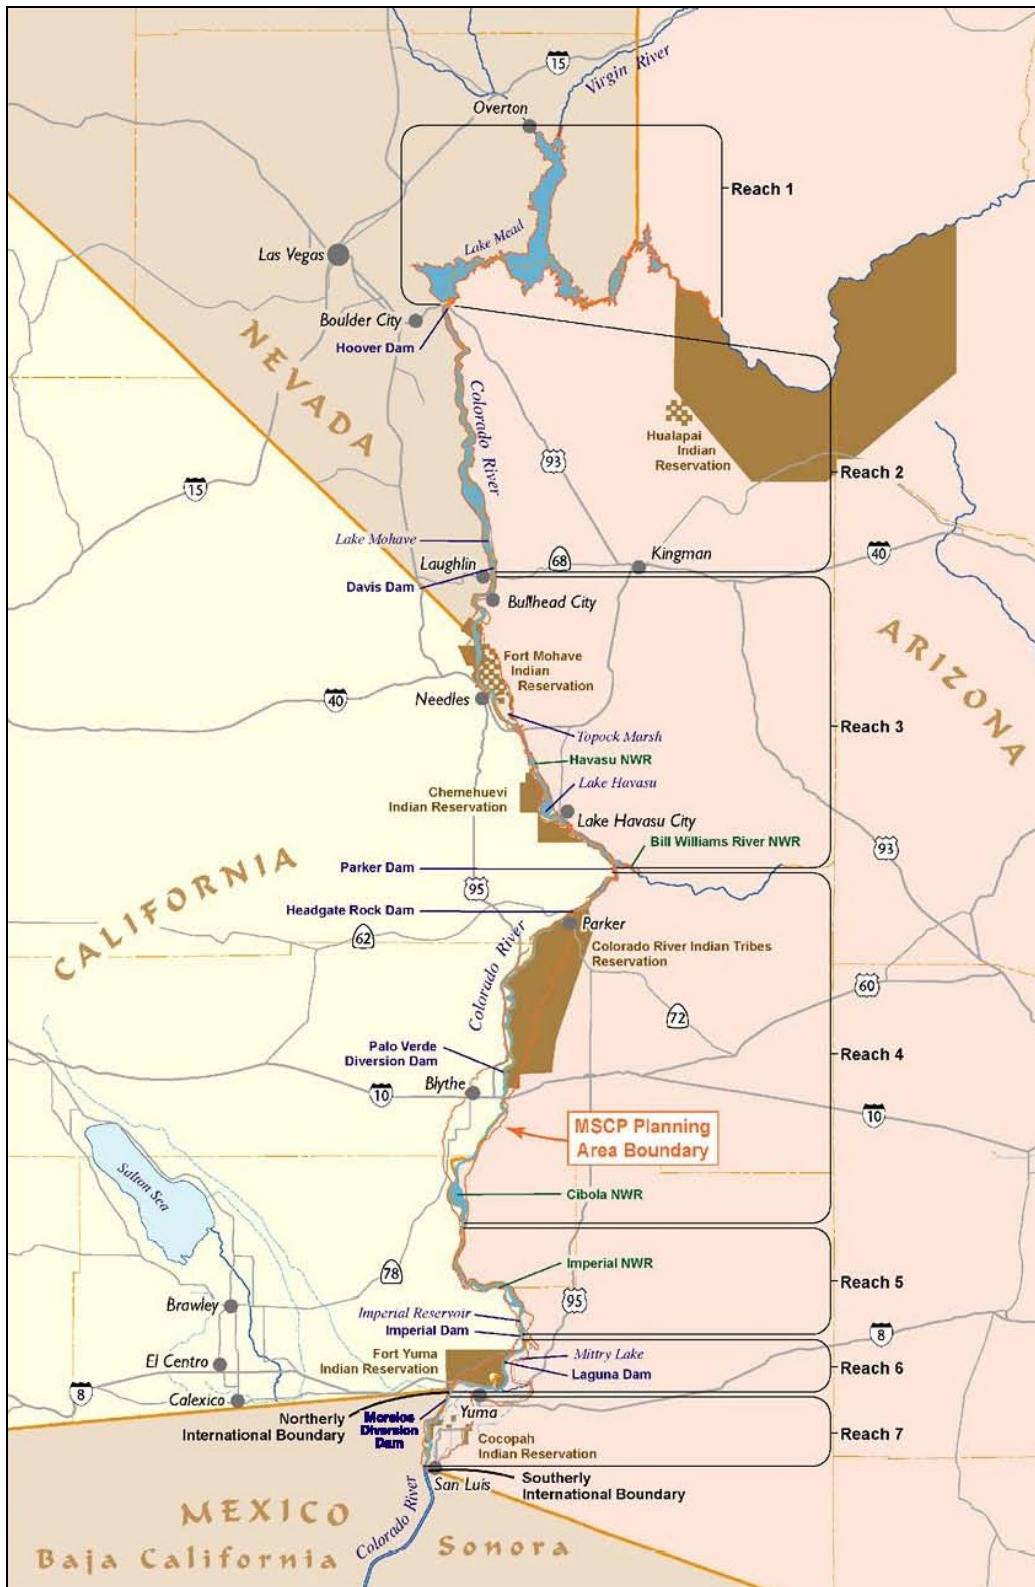 15
Virgin River
Overton
Reach 1
Lake Mead
Las Vegas
Boulder City
Hoover Dam
NEVADA
Colorado River
93
Hualapai
Indian
Reservation
15
Reach 2
Lake Mohave
Laughlin
68
Kingman
40
Davis Dam
Bullhead City
ARIZONA
Fort Mohave
Indian
Reservation
40
Needles
Topock Marsh
Reach 3
Havasu NWR
Chemehuevi
Indian Reservation
Lake Havasu
Lake Havasu City
Bill Williams River NWR
93
Parker Dam
CALIFORNIA
95
Headgate Rock Dam
Parker
62
Colorado River
Colorado River Indian Tribes
Reservation
60
72
Palo Verde
Diversion Dam
Reach 4
Blythe
10
10
MSCP Planning
Area Boundary
Salton Sea
Cibola NWR
78
Imperial NWR
Reach 5
Brawley
95
Imperial Reservoir
Imperial Dam
8
El Centro
Fort Yuma
Indian Reservation
Mittry Lake
Laguna Dam
Reach 6
8
Calexico
Northerly
International Boundary
Morelos
Diversion
Dam
Yuma
Cocopah
Indian Reservation
Reach 7
San Luis
Southerly
International Boundary
Colorado River
MEXICO
Baja California
Sonora